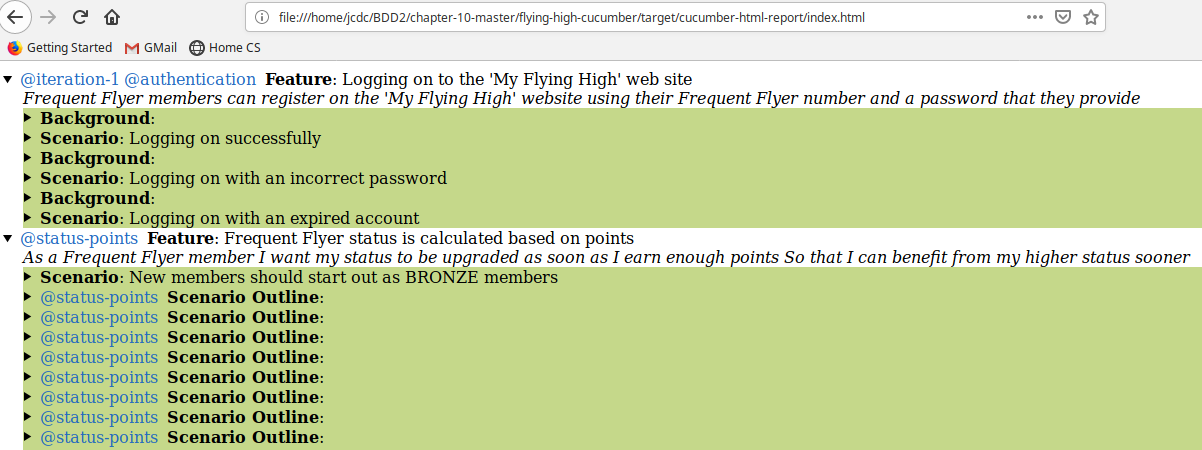 file:///home/jcdc/BDD2/chapter-10-master/flying-high-cucumber/target/cucumber-html-report/index.html
Getting Started GMail Home CS
@iteration-1 @authentication Feature: Logging on to the 'My Flying High' web site
Frequent Flyer members can register on the 'My Flying High' website using their Frequent Flyer number and a password that they provide
Background:
Scenario: Logging on successfully
Background:
Scenario: Logging on with an incorrect password
Background:
Scenario: Logging on with an expired account
@status-points Feature: Frequent Flyer status is calculated based on points
As a Frequent Flyer member I want my status to be upgraded as soon as I earn enough points So that I can benefit from my higher status sooner
Scenario: New members should start out as BRONZE members
@status-points Scenario Outline:
@status-points Scenario Outline:
@status-points Scenario Outline:
@status-points Scenario Outline:
@status-points Scenario Outline:
@status-points Scenario Outline:
@status-points Scenario Outline:
@status-points Scenario Outline: